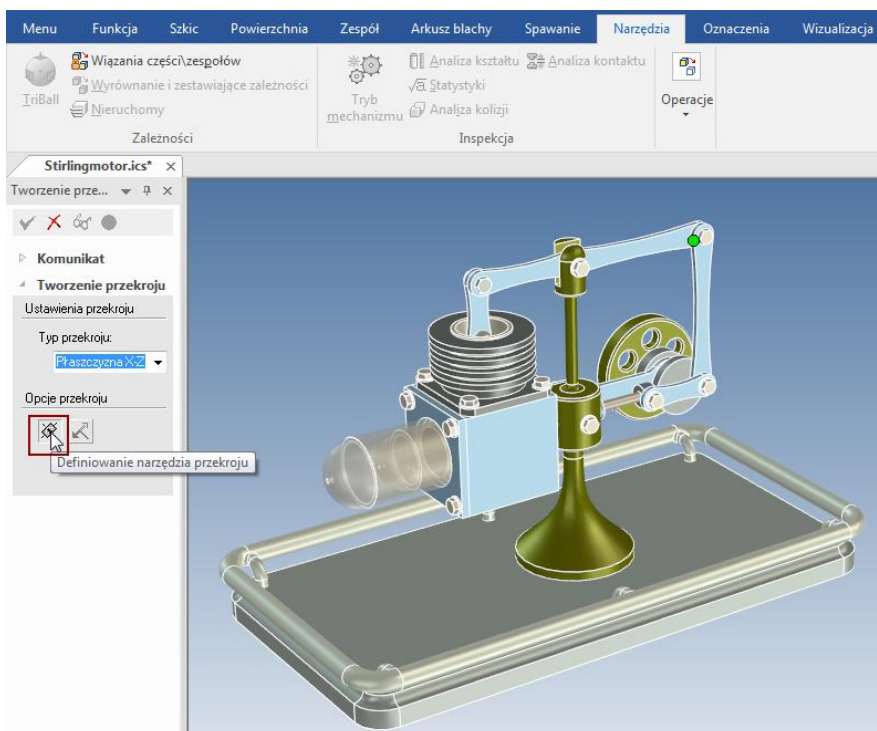 Menu Funkcja Szkic Powierzchnia Zespół Arkusz blachy Spawanie Narzędzia Oznaczenia Wizualizacja
TriBall
Wiązania części\zespołów
Wyrównanie i zestawiające zależności
Nieruchomy
Zależności
Tryb
mechanizmu
Analiza kształtu
Statystyki
Analiza kolizji
Analiza kontaktu
Inspekcja
Operacje
Stirlingmotor.ics*
Tworzenie prze...
Komunikat
Tworzenie przekroju
Ustawienia przekroju
Typ przekroju:
Płaszczyzna X-Z
Opcje przekroju
Definiowanie narzędzia przekroju